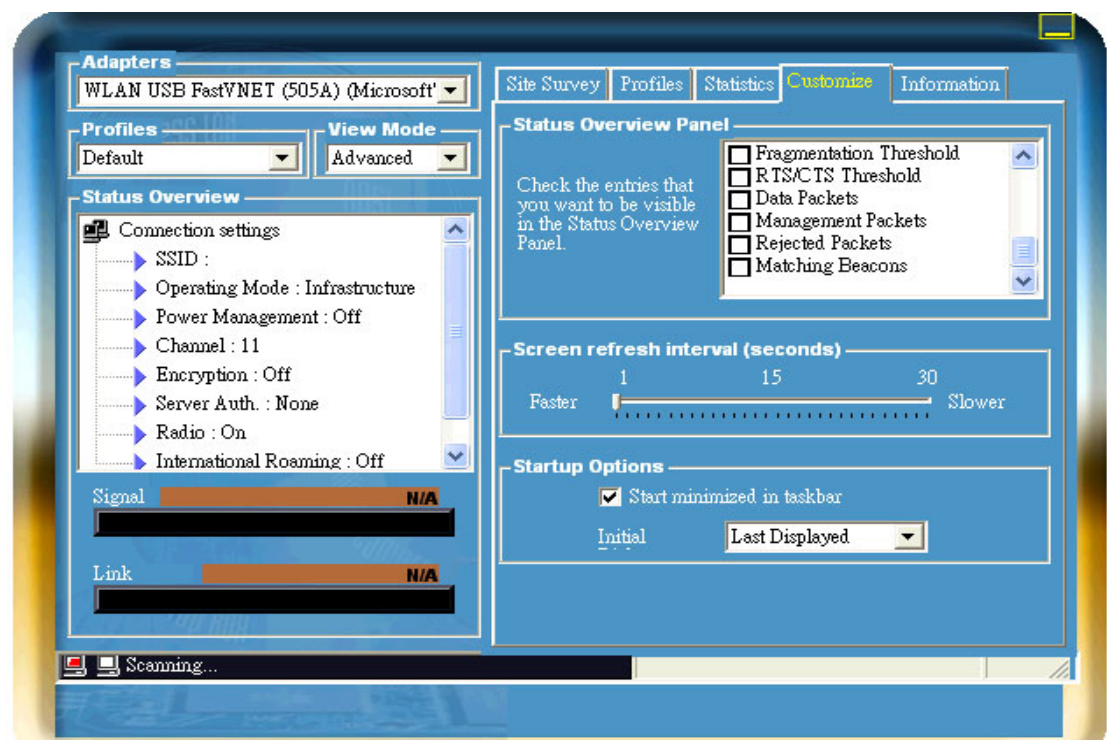 Adapters
WLAN USB FastVNET (505A) (Microsoft'
Profiles
Default
View Mode
Advanced
Status Overview
Connection settings
SSID :
Operating Mode : Infrastructure
Power Management : Off
Channel : 11
Encryption : Off
Server Auth. : None
Radio : On
International Roaming : Off
Signal N/A
Link N/A
Scanning...
Site Survey Profiles Statistics Customize Information
Status Overview Panel
Check the entries that
you want to be visible
in the Status Overview
Panel.
Fragmentation Threshold
RTS/CTS Threshold
Data Packets
Management Packets
Rejected Packets
Matching Beacons
Screen refresh interval (seconds)
1 15 30
Faster Slower
Startup Options
Start minimized in taskbar
Initial
Last Displayed